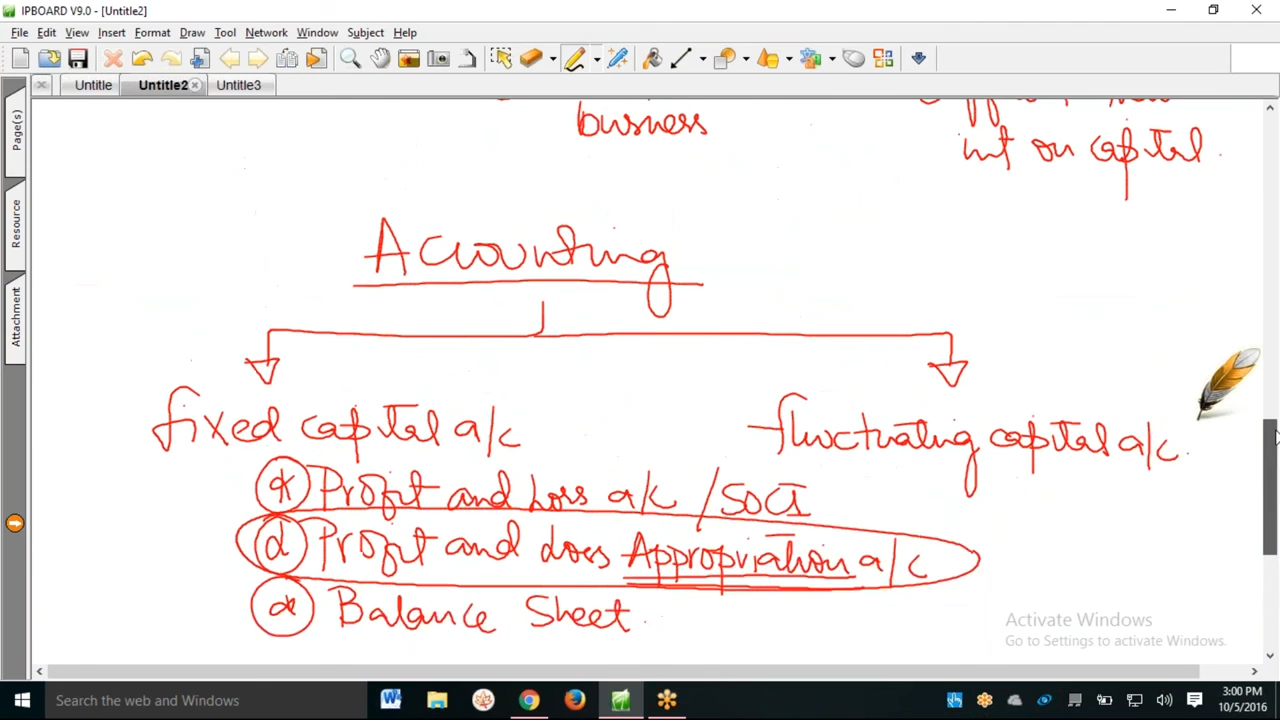 IPBOARD V9.0 - [Untitle2]
File Edit View Insert Format Draw Tool Network Window Subject Help
Untitle Untitle2 Untitle3
Page(s)
Resource
Attachment
business
int on capital
Accounting
fixed capital a/c
fluctuating capital a/c
Profit and Loss a/c / SOCI
Profit and Loss Appropriation a/c
Balance Sheet
Activate Windows
Go to Settings to activate Windows.
Search the web and Windows
3:00 PM
10/5/2016